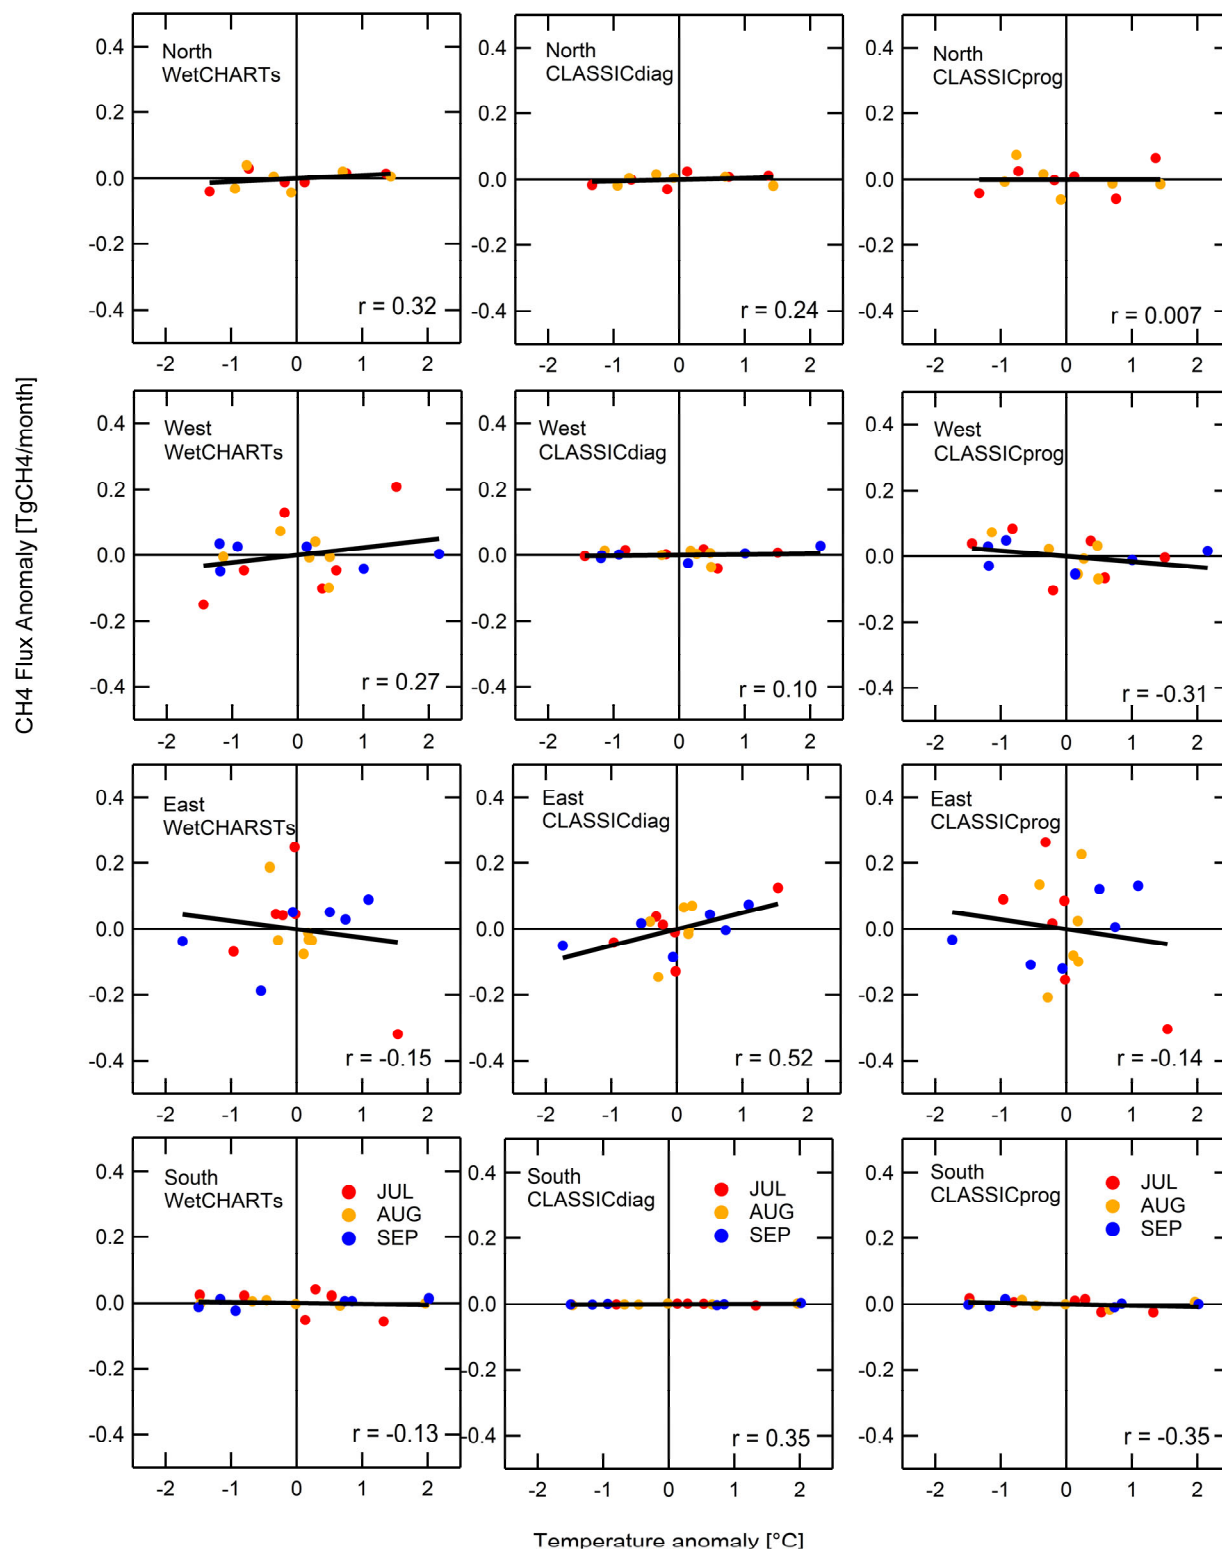 CH4 Flux Anomaly [TgCH4/month]
North
WetCHARTs
0.4
0.2
0.0
-0.2
-0.4
r = 0.32
-2 -1 0 1 2
North
CLASSICdiag
0.4
0.2
0.0
-0.2
-0.4
r = 0.24
-2 -1 0 1 2
North
CLASSICprog
0.4
0.2
0.0
-0.2
-0.4
r = 0.007
-2 -1 0 1 2
West
WetCHARTs
0.4
0.2
0.0
-0.2
-0.4
r = 0.27
-2 -1 0 1 2
West
CLASSICdiag
0.4
0.2
0.0
-0.2
-0.4
r = 0.10
-2 -1 0 1 2
West
CLASSICprog
0.4
0.2
0.0
-0.2
-0.4
r = -0.31
-2 -1 0 1 2
East
WetCHARSTs
0.4
0.2
0.0
-0.2
-0.4
r = -0.15
-2 -1 0 1 2
East
CLASSICdiag
0.4
0.2
0.0
-0.2
-0.4
r = 0.52
-2 -1 0 1 2
East
CLASSICprog
0.4
0.2
0.0
-0.2
-0.4
r = -0.14
-2 -1 0 1 2
South
WetCHARTs
JUL
AUG
SEP
0.4
0.2
0.0
-0.2
-0.4
r = -0.13
-2 -1 0 1 2
South
CLASSICdiag
JUL
AUG
SEP
0.4
0.2
0.0
-0.2
-0.4
r = 0.35
-2 -1 0 1 2
South
CLASSICprog
JUL
AUG
SEP
0.4
0.2
0.0
-0.2
-0.4
r = -0.35
-2 -1 0 1 2
Temperature anomaly [°C]